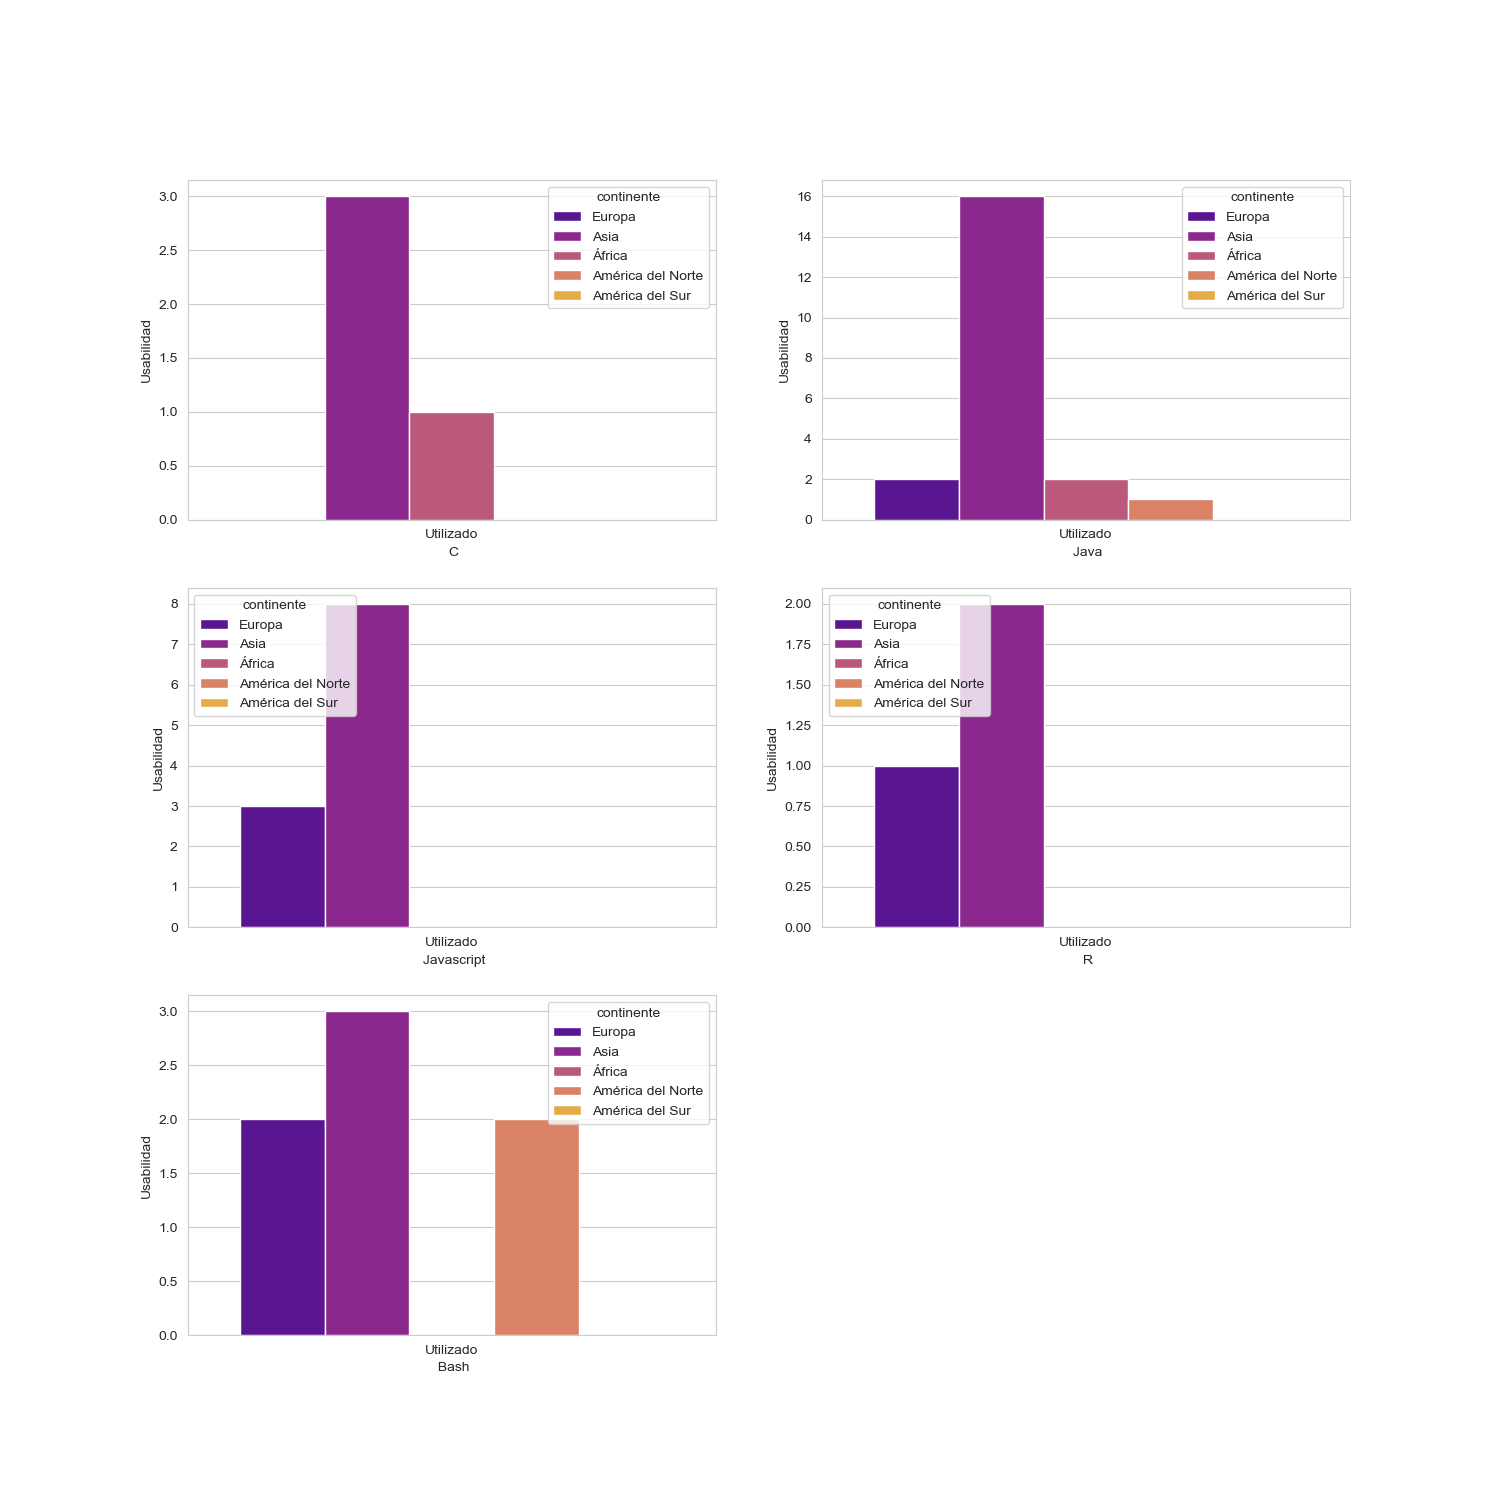 3.0
2.5
2.0
1.5
1.0
0.5
0.0
Usabilidad
continente
Europa
Asia
África
América del Norte
América del Sur
Utilizado
C
16
14
12
10
8
6
4
2
0
Usabilidad
continente
Europa
Asia
África
América del Norte
América del Sur
Utilizado
Java
8
7
6
5
4
3
2
1
0
Usabilidad
continente
Europa
Asia
África
América del Norte
América del Sur
Utilizado
Javascript
2.00
1.75
1.50
1.25
1.00
0.75
0.50
0.25
0.00
Usabilidad
continente
Europa
Asia
África
América del Norte
América del Sur
Utilizado
R
3.0
2.5
2.0
1.5
1.0
0.5
0.0
Usabilidad
continente
Europa
Asia
África
América del Norte
América del Sur
Utilizado
Bash